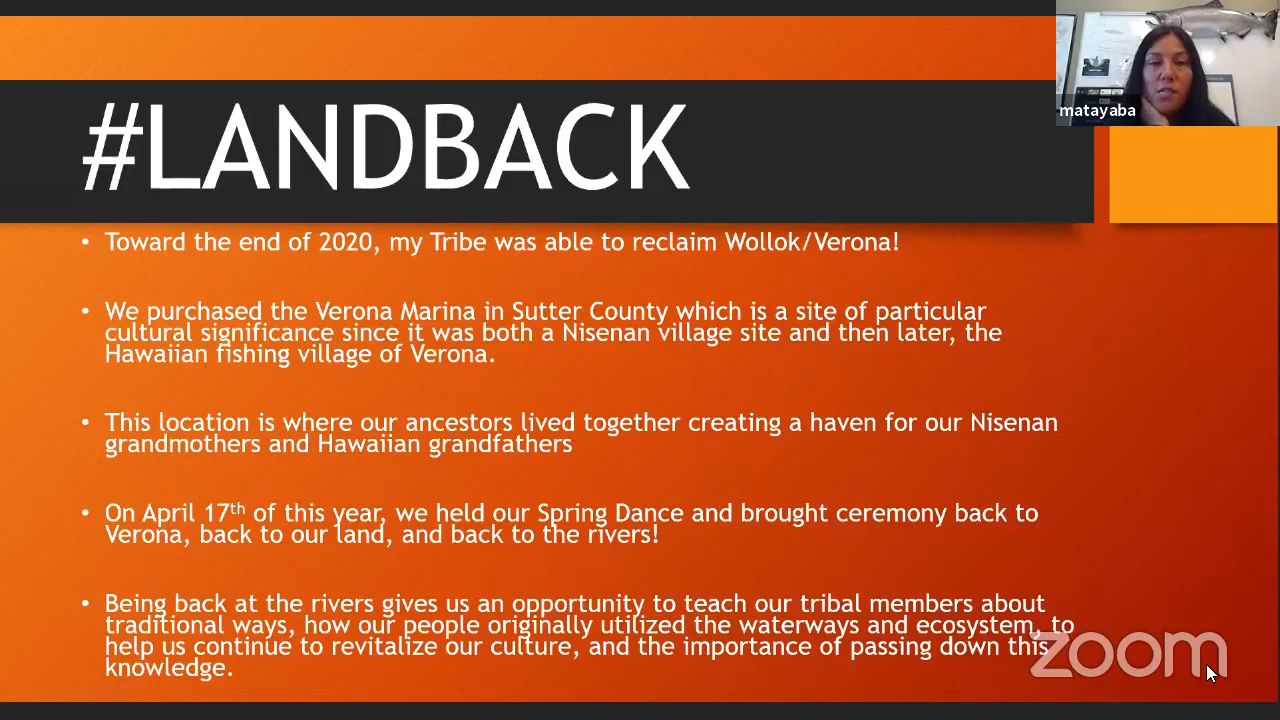 matayaba
#LANDBACK
• Toward the end of 2020, my Tribe was able to reclaim Wollok/Verona!
• We purchased the Verona Marina in Sutter County which is a site of particular
cultural significance since it was both a Nisenan village site and then later, the
Hawaiian fishing village of Verona.
• This location is where our ancestors lived together creating a haven for our Nisenan
grandmothers and Hawaiian grandfathers
• On April 17th of this year, we held our Spring Dance and brought ceremony back to
Verona, back to our land, and back to the rivers!
• Being back at the rivers gives us an opportunity to teach our tribal members about
traditional ways, how our people originally utilized the waterways and ecosystem, to
help us continue to revitalize our culture, and the importance of passing down this
knowledge.
zoom